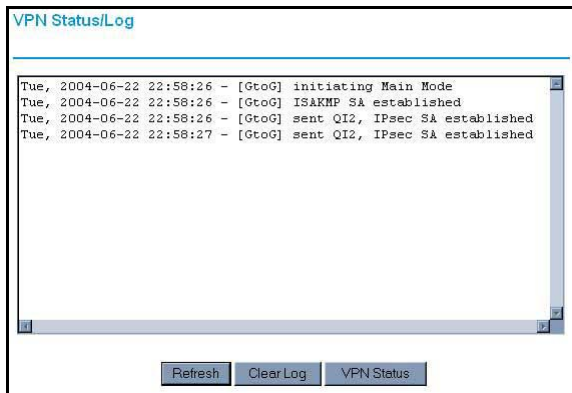 VPN Status/Log
Tue, 2004-06-22 22:58:26 - [GtoG] initiating Main Mode
Tue, 2004-06-22 22:58:26 - [GtoG] ISAKMP SA established
Tue, 2004-06-22 22:58:26 - [GtoG] sent QI2, IPsec SA established
Tue, 2004-06-22 22:58:27 - [GtoG] sent QI2, IPsec SA established
Refresh Clear Log VPN Status